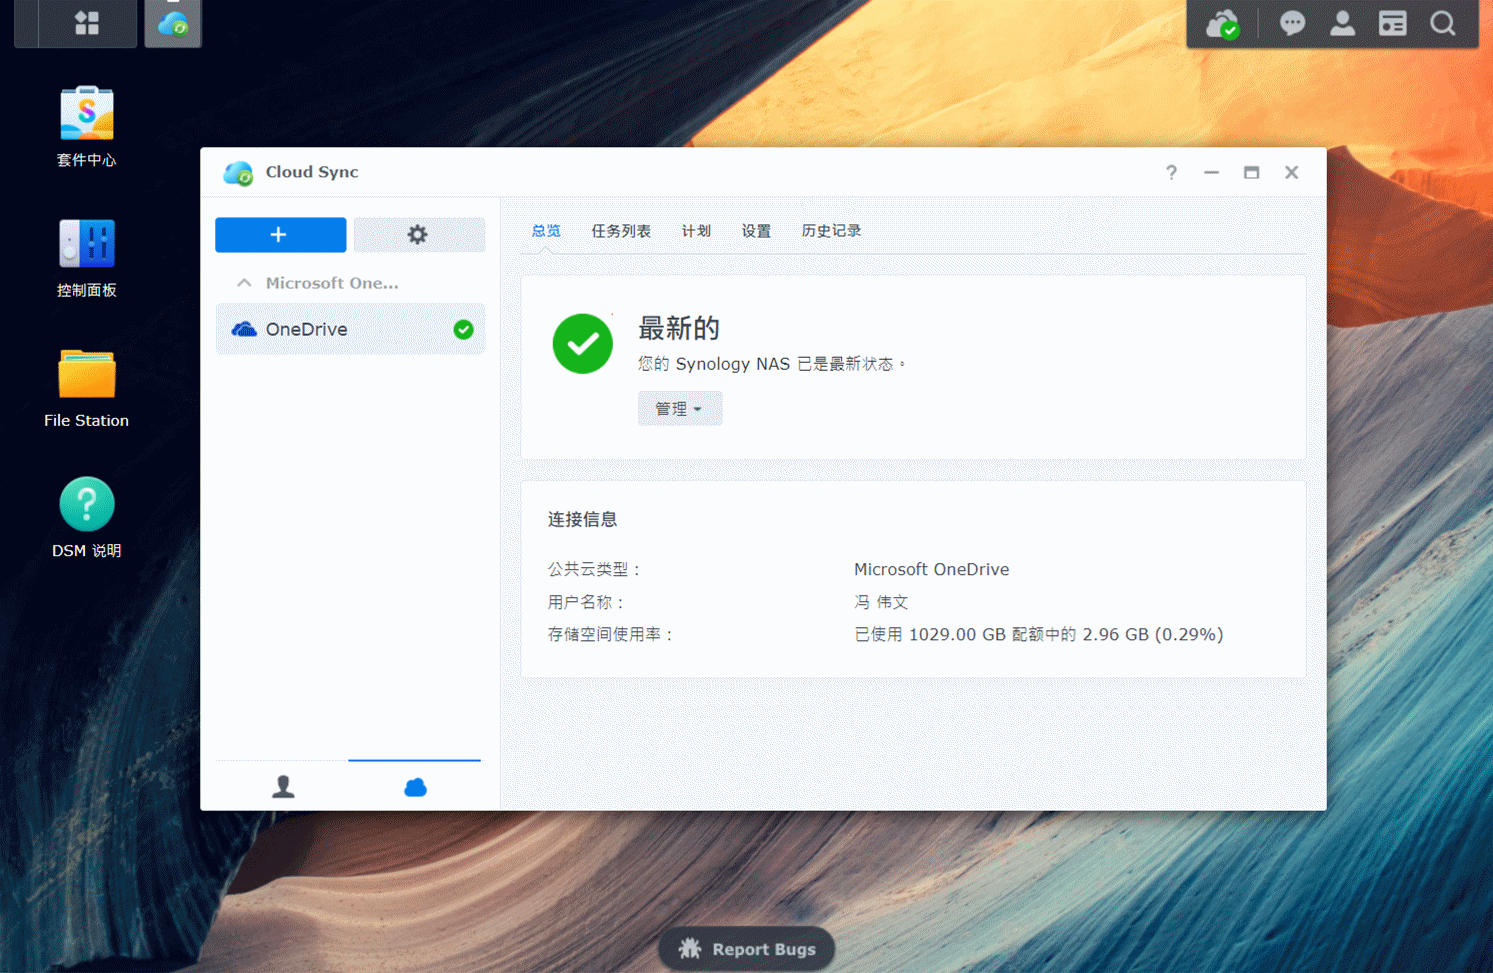 套件中心
控制面板
File Station
DSM 说明
Cloud Sync
Microsoft One...
OneDrive
总览 任务列表 计划 设置 历史记录
最新的
您的 Synology NAS 已是最新状态。
管理
连接信息
公共云类型： Microsoft OneDrive
用户名称： 冯 伟文
存储空间使用率： 已使用 1029.00 GB 配额中的 2.96 GB (0.29%)
Report Bugs